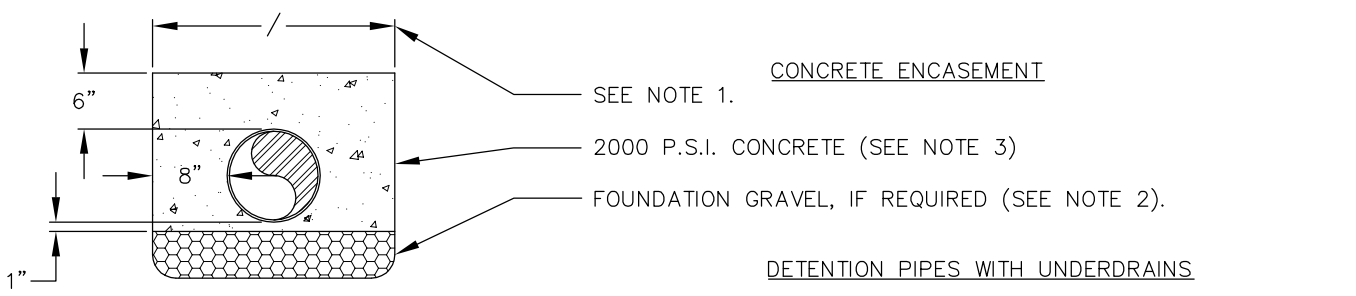 CONCRETE ENCASEMENT
SEE NOTE 1.
6"
2000 P.S.I. CONCRETE (SEE NOTE 3)
8"
FOUNDATION GRAVEL, IF REQUIRED (SEE NOTE 2).
1"
DETENTION PIPES WITH UNDERDRAINS